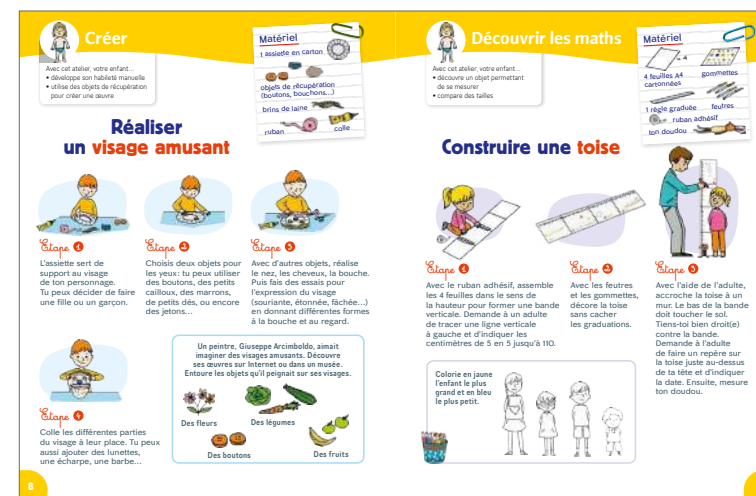 Créer
Avec cet atelier, votre enfant...
• développe son habileté manuelle
• utilise des objets de récupération
pour créer une œuvre
Matériel
1 assiette en carton
objets de récupération
(boutons, bouchons...)
brins de laine
ruban
colle
Réaliser
un visage amusant
Étape 1
L'assiette sert de
support au visage
de ton personnage.
Tu peux décider de faire
une fille ou un garçon.
Étape 2
Choisis deux objets pour
les yeux: tu peux utiliser
des boutons, des petits
cailloux, des marrons,
de petits dés, ou encore
des jetons...
Étape 3
Avec d'autres objets, réalise
le nez, les cheveux, la bouche.
Puis fais des essais pour
l'expression du visage
(souriante, étonnée, fâchée...)
en donnant différentes formes
à la bouche et au regard.
Étape 4
Colle les différentes parties
du visage à leur place. Tu peux
aussi ajouter des lunettes,
une écharpe, une barbe...
Un peintre, Giuseppe Arcimboldo, aimait
imaginer des visages amusants. Découvre
ses œuvres sur Internet ou dans un musée.
Entoure les objets qu'il peignait sur ses visages.
Des fleurs
Des légumes
Des boutons
Des fruits
8
Découvrir les maths
Avec cet atelier, votre enfant...
• découvre un objet permettant
de se mesurer
• compare des tailles
Matériel
× 4
4 feuilles A4
cartonnées
gommettes
1 règle graduée
feutres
ruban adhésif
ton doudou
Construire une toise
Étape 1
Avec le ruban adhésif, assemble
les 4 feuilles dans le sens de
la hauteur pour former une bande
verticale. Demande à un adulte
de tracer une ligne verticale
à gauche et d'indiquer les
centimètres de 5 en 5 jusqu'à 110.
Étape 2
Avec les feutres
et les gommettes,
décore la toise
sans cacher
les graduations.
Étape 3
Avec l'aide de l'adulte,
accroche la toise à un
mur. Le bas de la bande
doit toucher le sol.
Tiens-toi bien droit(e)
contre la bande.
Demande à l'adulte
de faire un repère sur
la toise juste au-dessus
de ta tête et d'indiquer
la date. Ensuite, mesure
ton doudou.
Colorie en jaune
l'enfant le plus
grand et en bleu
le plus petit.